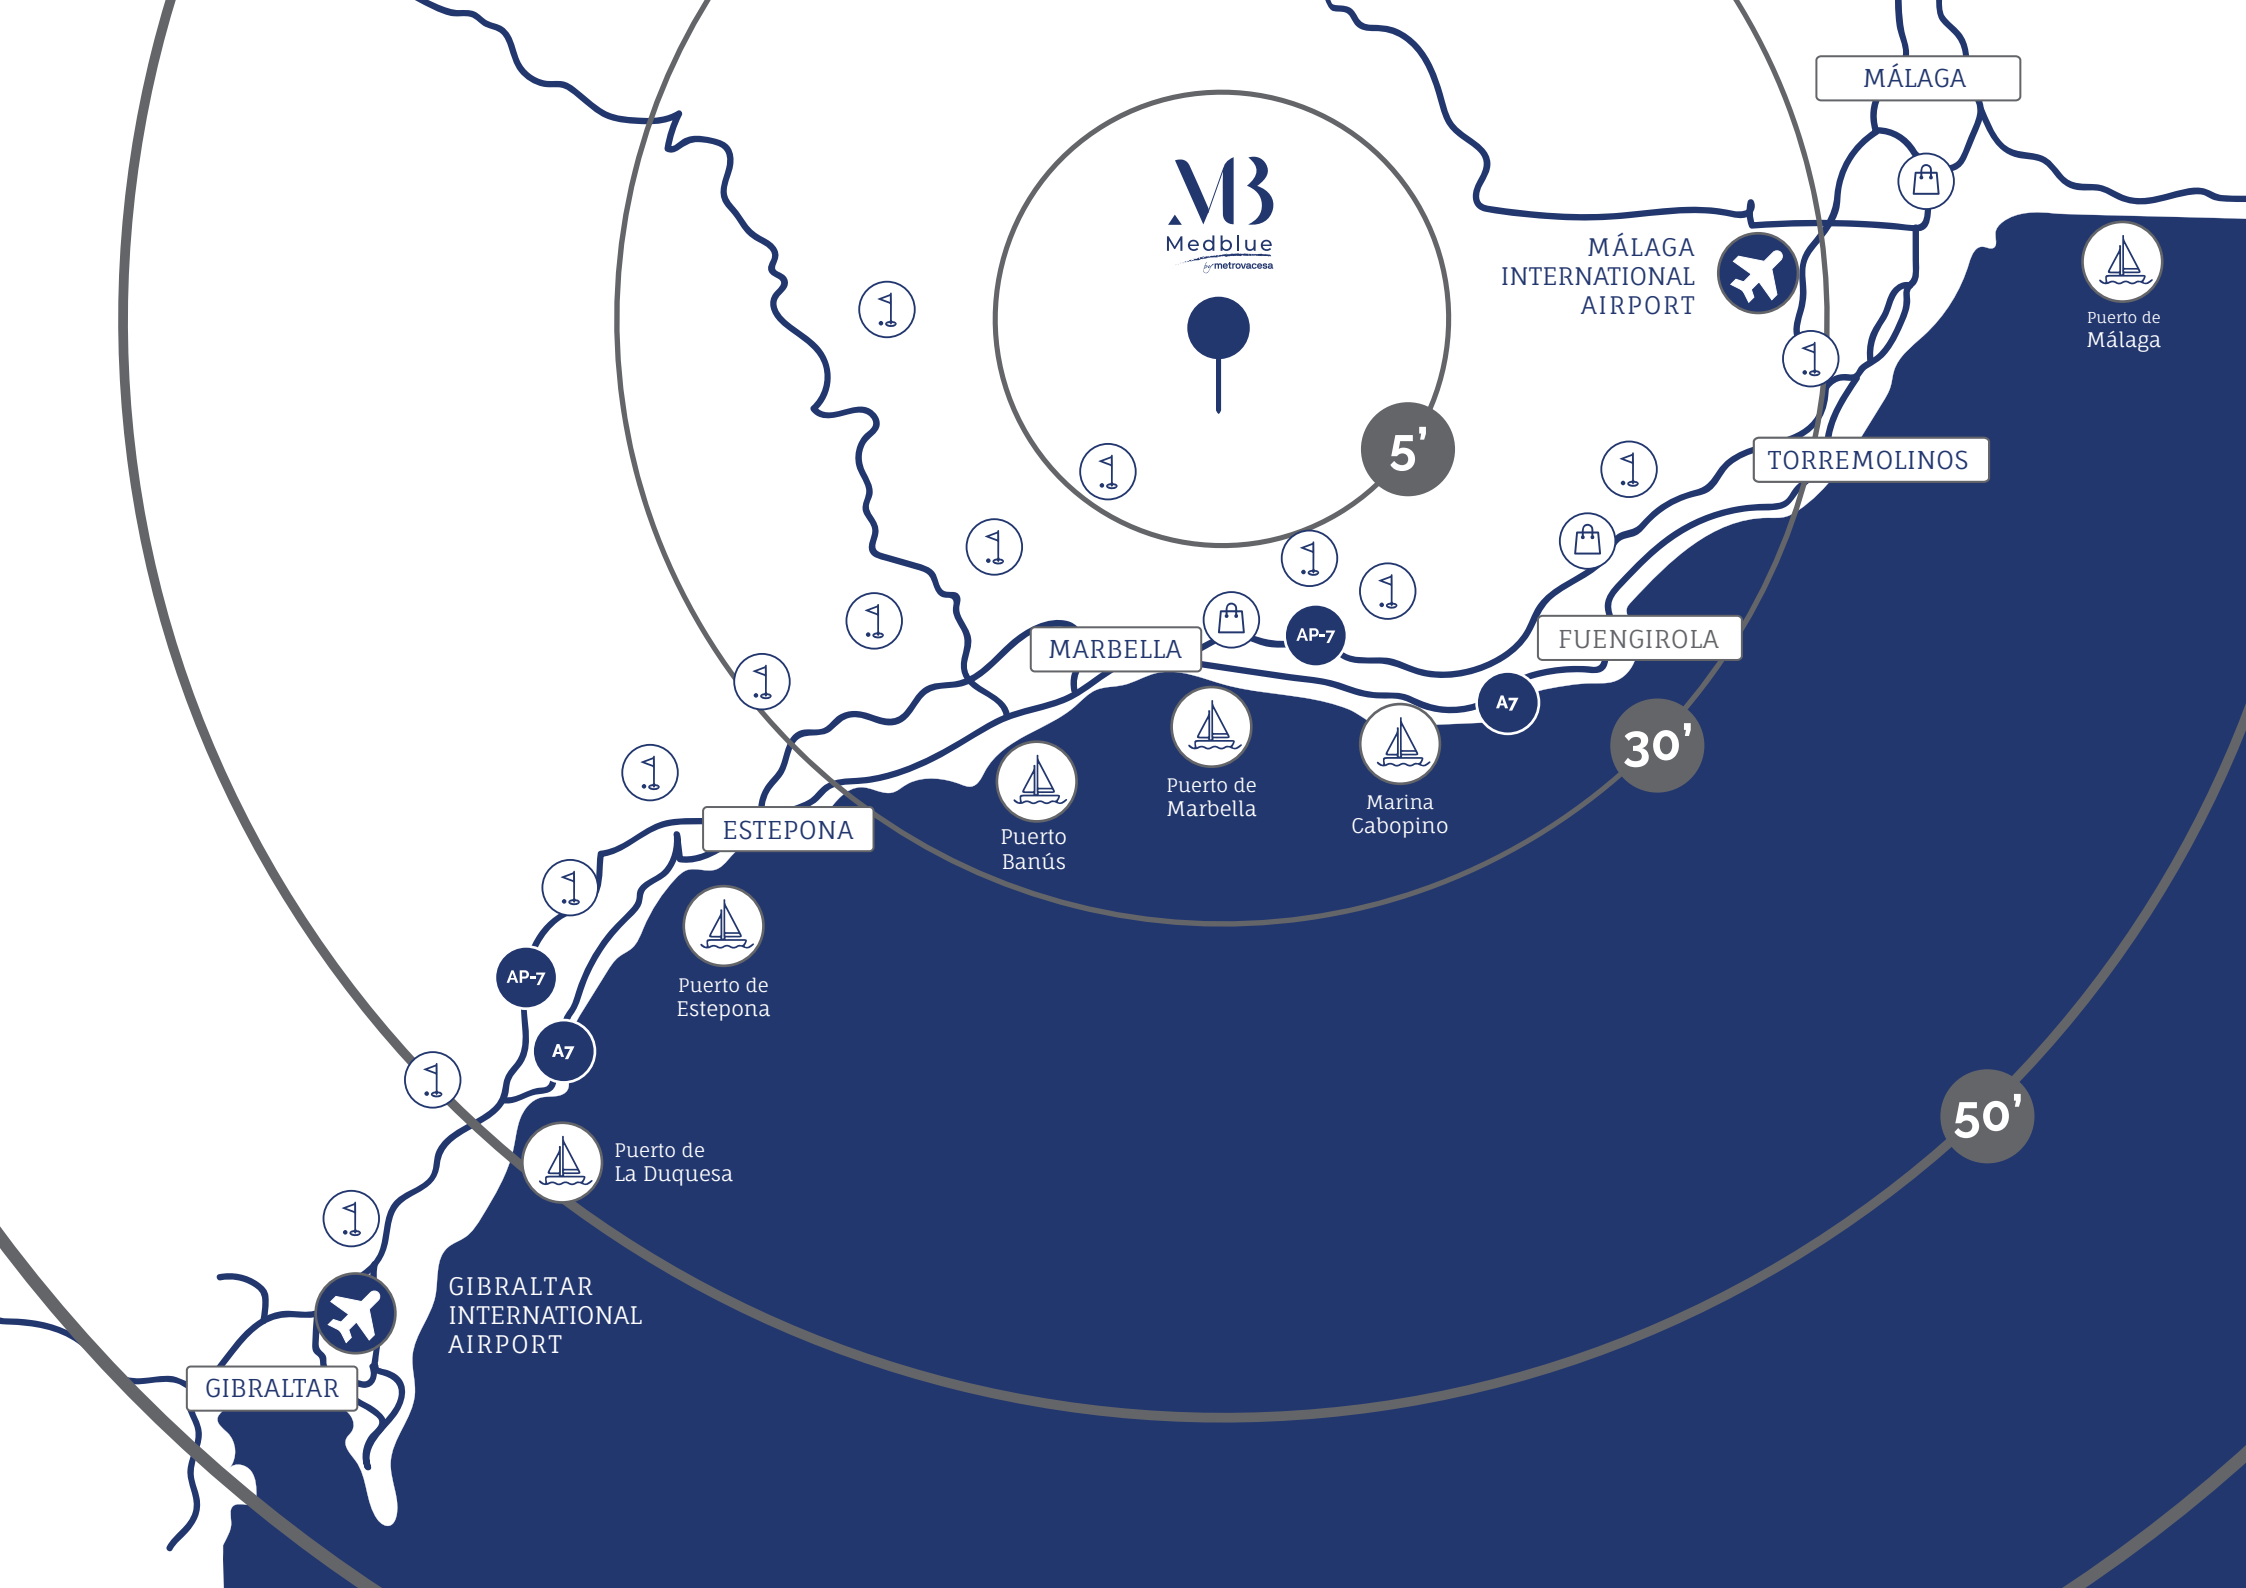 MÁLAGA
MB
Medblue
by metrovacesa
MÁLAGA
INTERNATIONAL
AIRPORT
Puerto de
Málaga
5’
TORREMOLINOS
MARBELLA
AP-7
FUENGIROLA
A7
30’
Puerto de
Marbella
Marina
Cabopino
Puerto
Banús
ESTEPONA
Puerto de
Estepona
AP-7
A7
50’
Puerto de
La Duquesa
GIBRALTAR
INTERNATIONAL
AIRPORT
GIBRALTAR